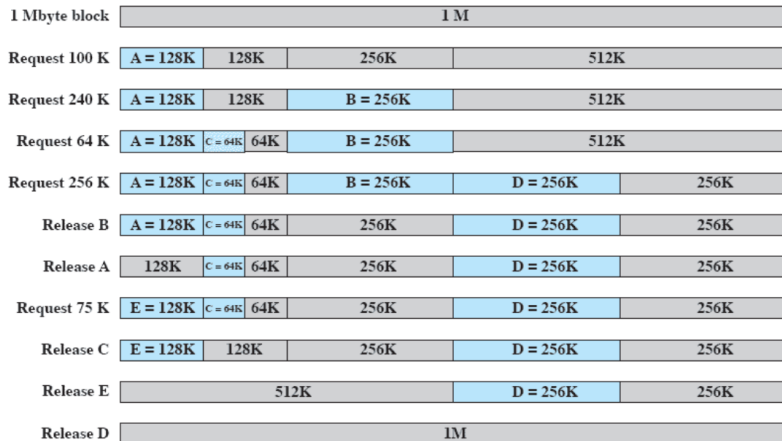 1 Mbyte block 1 M
Request 100 K A = 128K 128K 256K 512K
Request 240 K A = 128K 128K B = 256K 512K
Request 64 K A = 128K C = 64K 64K B = 256K 512K
Request 256 K A = 128K C = 64K 64K B = 256K D = 256K 256K
Release B A = 128K C = 64K 64K 256K D = 256K 256K
Release A 128K C = 64K 64K 256K D = 256K 256K
Request 75 K E = 128K C = 64K 64K 256K D = 256K 256K
Release C E = 128K 128K 256K D = 256K 256K
Release E 512K D = 256K 256K
Release D 1M